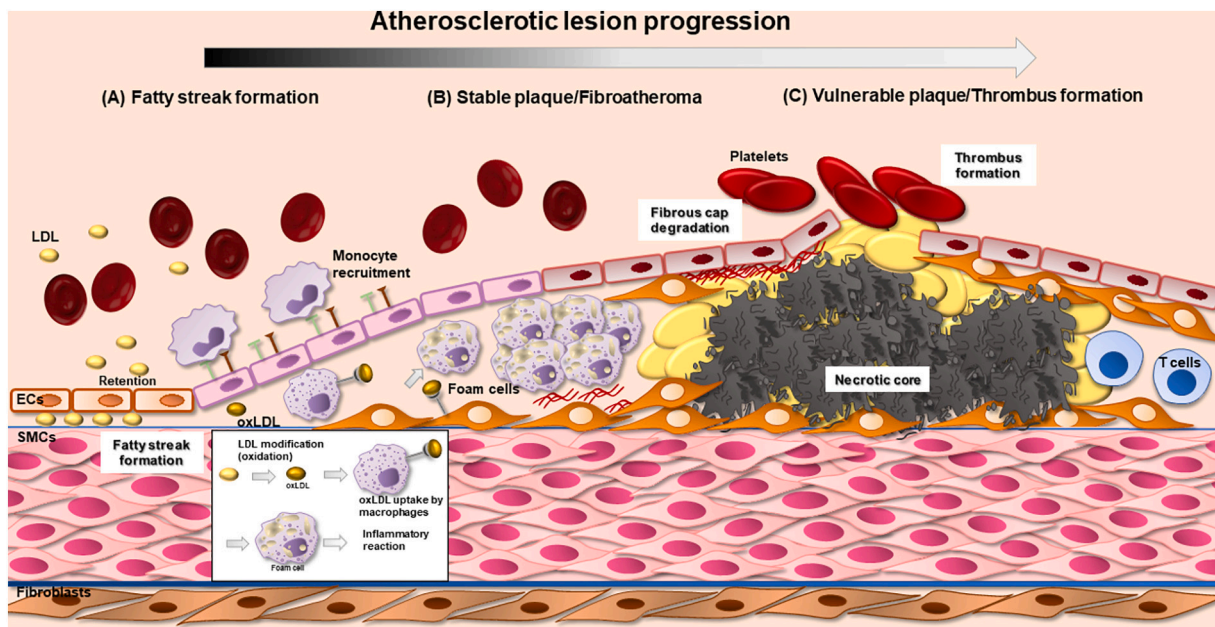 Atherosclerotic lesion progression
(A) Fatty streak formation
(B) Stable plaque/Fibroatheroma
(C) Vulnerable plaque/Thrombus formation
Platelets
Thrombus
formation
Fibrous cap
degradation
LDL
Monocyte
recruitment
Retention
ECs
oxLDL
Foam cells
Necrotic core
T cells
SMCs
Fatty streak
formation
LDL modification
(oxidation)
oxLDL
oxLDL uptake by
macrophages
Foam cell
Inflammatory
reaction
Fibroblasts